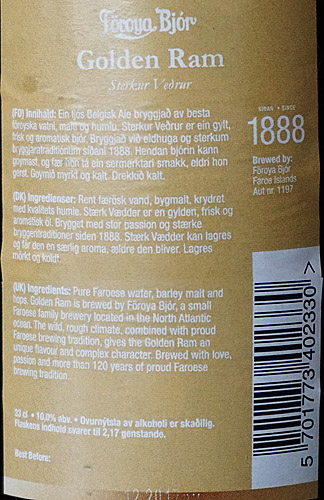 Föroya Bjór
Golden Ram
Sterkur Veðrur
(FO) Innihald: Ein ljós Belgisk Ale bryggjað av besta
føroyska vatni, malti og humlu. Sterkur Veðrur er ein gylt,
frísk og aromatisk bjór. Bryggjað við eldhuga og sterkum
bryggjaratraditiónum síðani 1888. Hendan bjórin kann
goymast, og fær hon tá ein sermerktari smakk, eldri hon
gerst. Goymið myrkt og kalt. Drekkið kalt.
(DK) Ingredienser: Rent færøsk vand, bygmalt, krydret
med kvalitets humle. Stærk Vædder er en gylden, frisk og
aromatisk øl. Brygget med stor passion og stærke
bryggertraditioner siden 1888. Stærk Vædder kan lagres
og får den en særlig aroma, ældre den bliver. Lagres
mörkt og koldt.
(UK) Ingredients: Pure Faroese water, barley malt and
hops. Golden Ram is brewed by Föroya Bjór, a small
Faroese family brewery located in the North Atlantic
ocean. The wild, rough climate, combined with proud
Faroese brewing tradition, gives the Golden Ram an
unique flavour and complex character. Brewed with love,
passion and more than 120 years of proud Faroese
brewing tradition.
33 cl • 10,0% abv. • Ovurnýtsla av alkoholi er skaðilig.
Flaskens indhold svarer til 2,17 genstande.
Best Before:
SÍÐAN • SINCE
1888
Brewed by:
Föroya Bjór
Faroe Islands
Aut nr. 1197
5 701773 402330 >